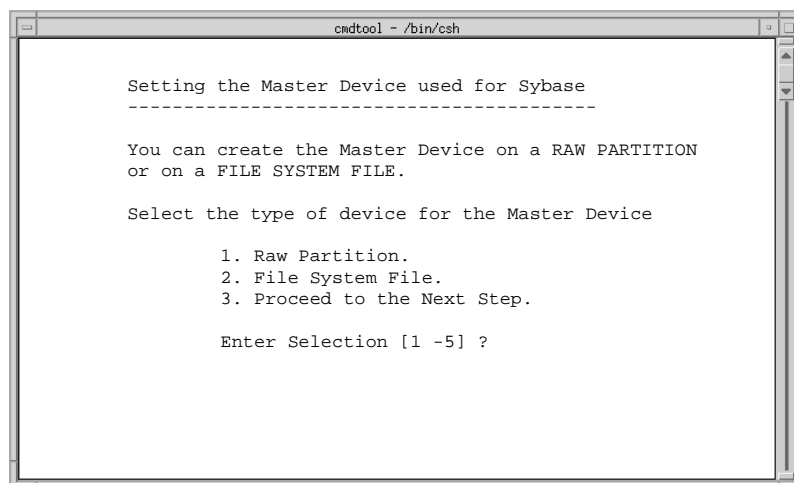 cmdtool - /bin/csh
Setting the Master Device used for Sybase
------------------------------------------
You can create the Master Device on a RAW PARTITION
or on a FILE SYSTEM FILE.
Select the type of device for the Master Device
1. Raw Partition.
2. File System File.
3. Proceed to the Next Step.
Enter Selection [1 -5] ?